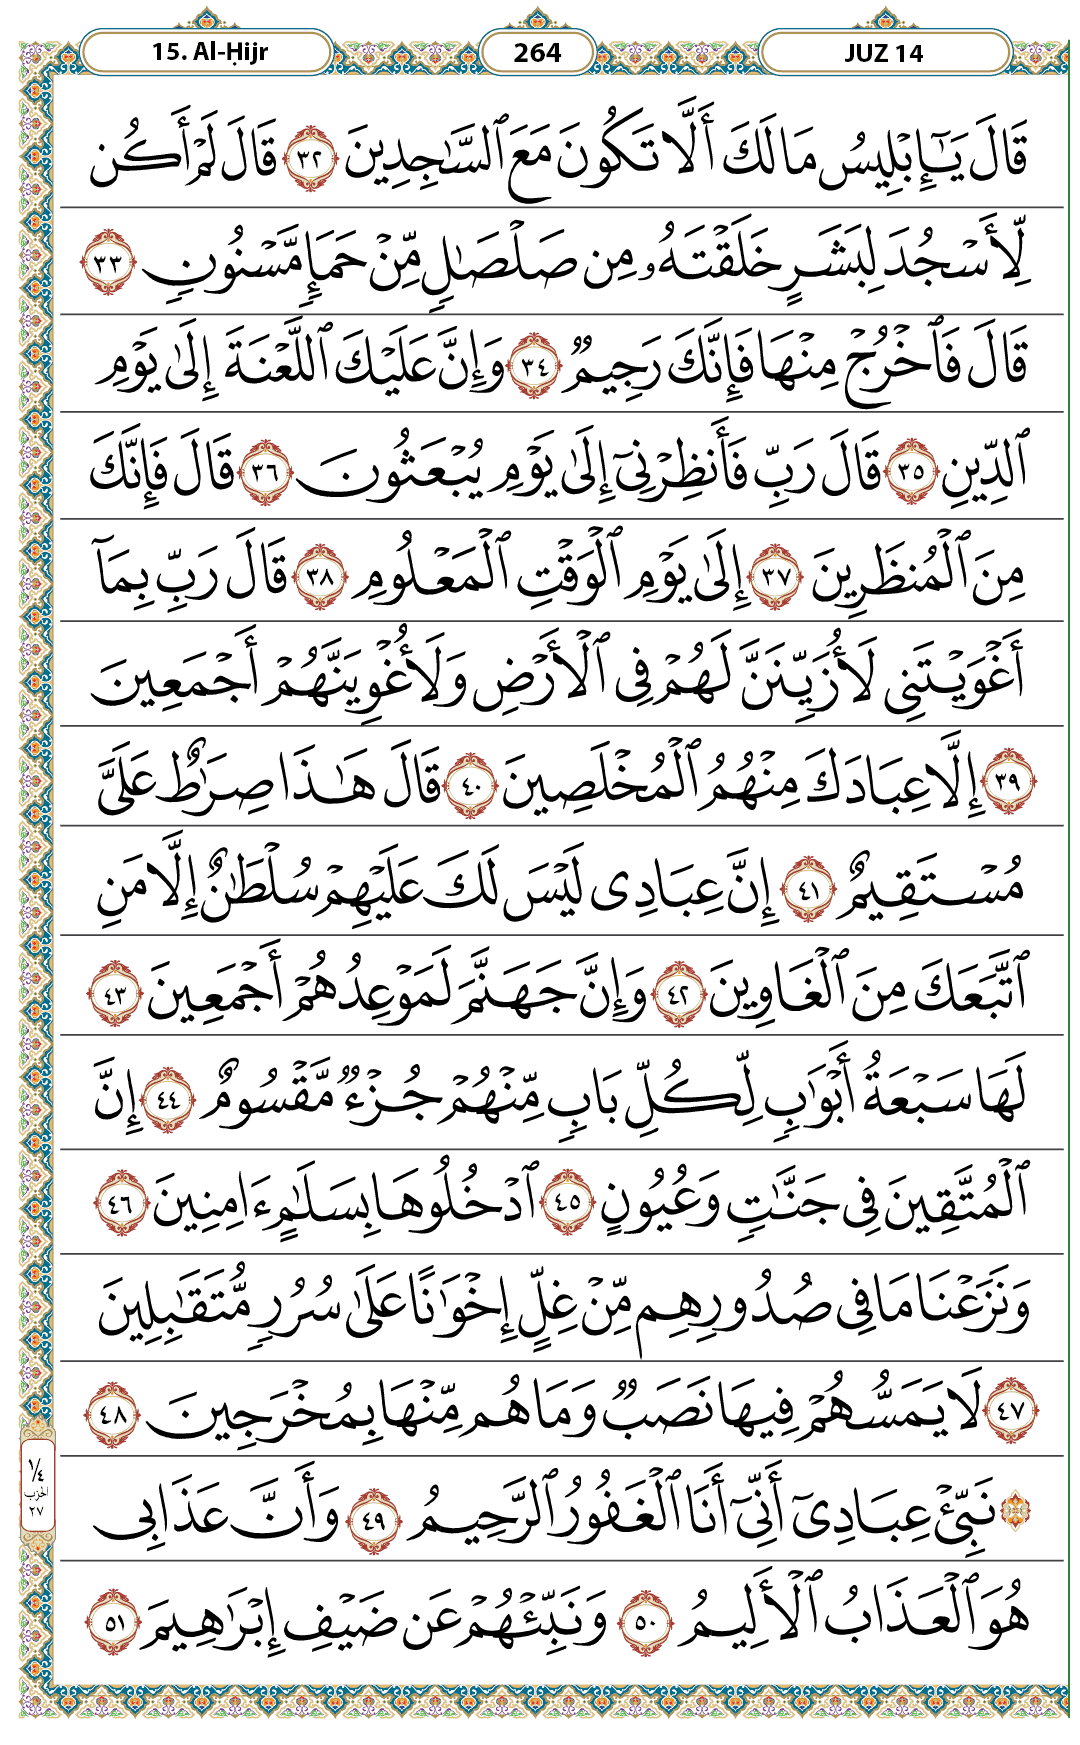 15. Al-Ḥijr 264 JUZ 14
قَالَ يَـٰٓإِبْلِيسُ مَا لَكَ أَلَّا تَكُونَ مَعَ ٱلسَّـٰجِدِينَ ٣٢ قَالَ لَمْ أَكُن
لِّأَسْجُدَ لِبَشَرٍ خَلَقْتَهُۥ مِن صَلْصَـٰلٍ مِّنْ حَمَإٍ مَّسْنُونٍ ٣٣
قَالَ فَٱخْرُجْ مِنْهَا فَإِنَّكَ رَجِيمٌ ٣٤ وَإِنَّ عَلَيْكَ ٱللَّعْنَةَ إِلَىٰ يَوْمِ
ٱلدِّينِ ٣٥ قَالَ رَبِّ فَأَنظِرْنِىٓ إِلَىٰ يَوْمِ يُبْعَثُونَ ٣٦ قَالَ فَإِنَّكَ
مِنَ ٱلْمُنظَرِينَ ٣٧ إِلَىٰ يَوْمِ ٱلْوَقْتِ ٱلْمَعْلُومِ ٣٨ قَالَ رَبِّ بِمَآ
أَغْوَيْتَنِى لَأُزَيِّنَنَّ لَهُمْ فِى ٱلْأَرْضِ وَلَأُغْوِيَنَّهُمْ أَجْمَعِينَ
٣٩ إِلَّا عِبَادَكَ مِنْهُمُ ٱلْمُخْلَصِينَ ٤٠ قَالَ هَـٰذَا صِرَٰطٌ عَلَىَّ
مُسْتَقِيمٌ ٤١ إِنَّ عِبَادِى لَيْسَ لَكَ عَلَيْهِمْ سُلْطَـٰنٌ إِلَّا مَنِ
ٱتَّبَعَكَ مِنَ ٱلْغَاوِينَ ٤٢ وَإِنَّ جَهَنَّمَ لَمَوْعِدُهُمْ أَجْمَعِينَ ٤٣
لَهَا سَبْعَةُ أَبْوَٰبٍ لِّكُلِّ بَابٍ مِّنْهُمْ جُزْءٌ مَّقْسُومٌ ٤٤ إِنَّ
ٱلْمُتَّقِينَ فِى جَنَّـٰتٍ وَعُيُونٍ ٤٥ ٱدْخُلُوهَا بِسَلَـٰمٍ ءَامِنِينَ ٤٦
وَنَزَعْنَا مَا فِى صُدُورِهِم مِّنْ غِلٍّ إِخْوَٰنًا عَلَىٰ سُرُرٍ مُّتَقَـٰبِلِينَ
٤٧ لَا يَمَسُّهُمْ فِيهَا نَصَبٌ وَمَا هُم مِّنْهَا بِمُخْرَجِينَ ٤٨
۞ نَبِّئْ عِبَادِىٓ أَنِّىٓ أَنَا ٱلْغَفُورُ ٱلرَّحِيمُ ٤٩ وَأَنَّ عَذَابِى
هُوَ ٱلْعَذَابُ ٱلْأَلِيمُ ٥٠ وَنَبِّئْهُمْ عَن ضَيْفِ إِبْرَٰهِيمَ ٥١
١/٤
الحزب
٢٧